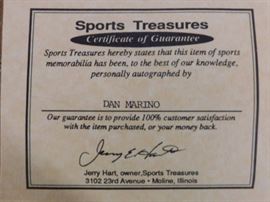 Sports Treasures
Certificate of Guarantee
Sports Treasures hereby states that this item of sports
memorabilia has been, to the best of our knowledge,
personally autographed by
DAN MARINO
Our guarantee is to provide 100% customer satisfaction
with the item purchased, or your money back.
Jerry E. Hart
Jerry Hart, owner, Sports Treasures
3102 23rd Avenue • Moline, Illinois